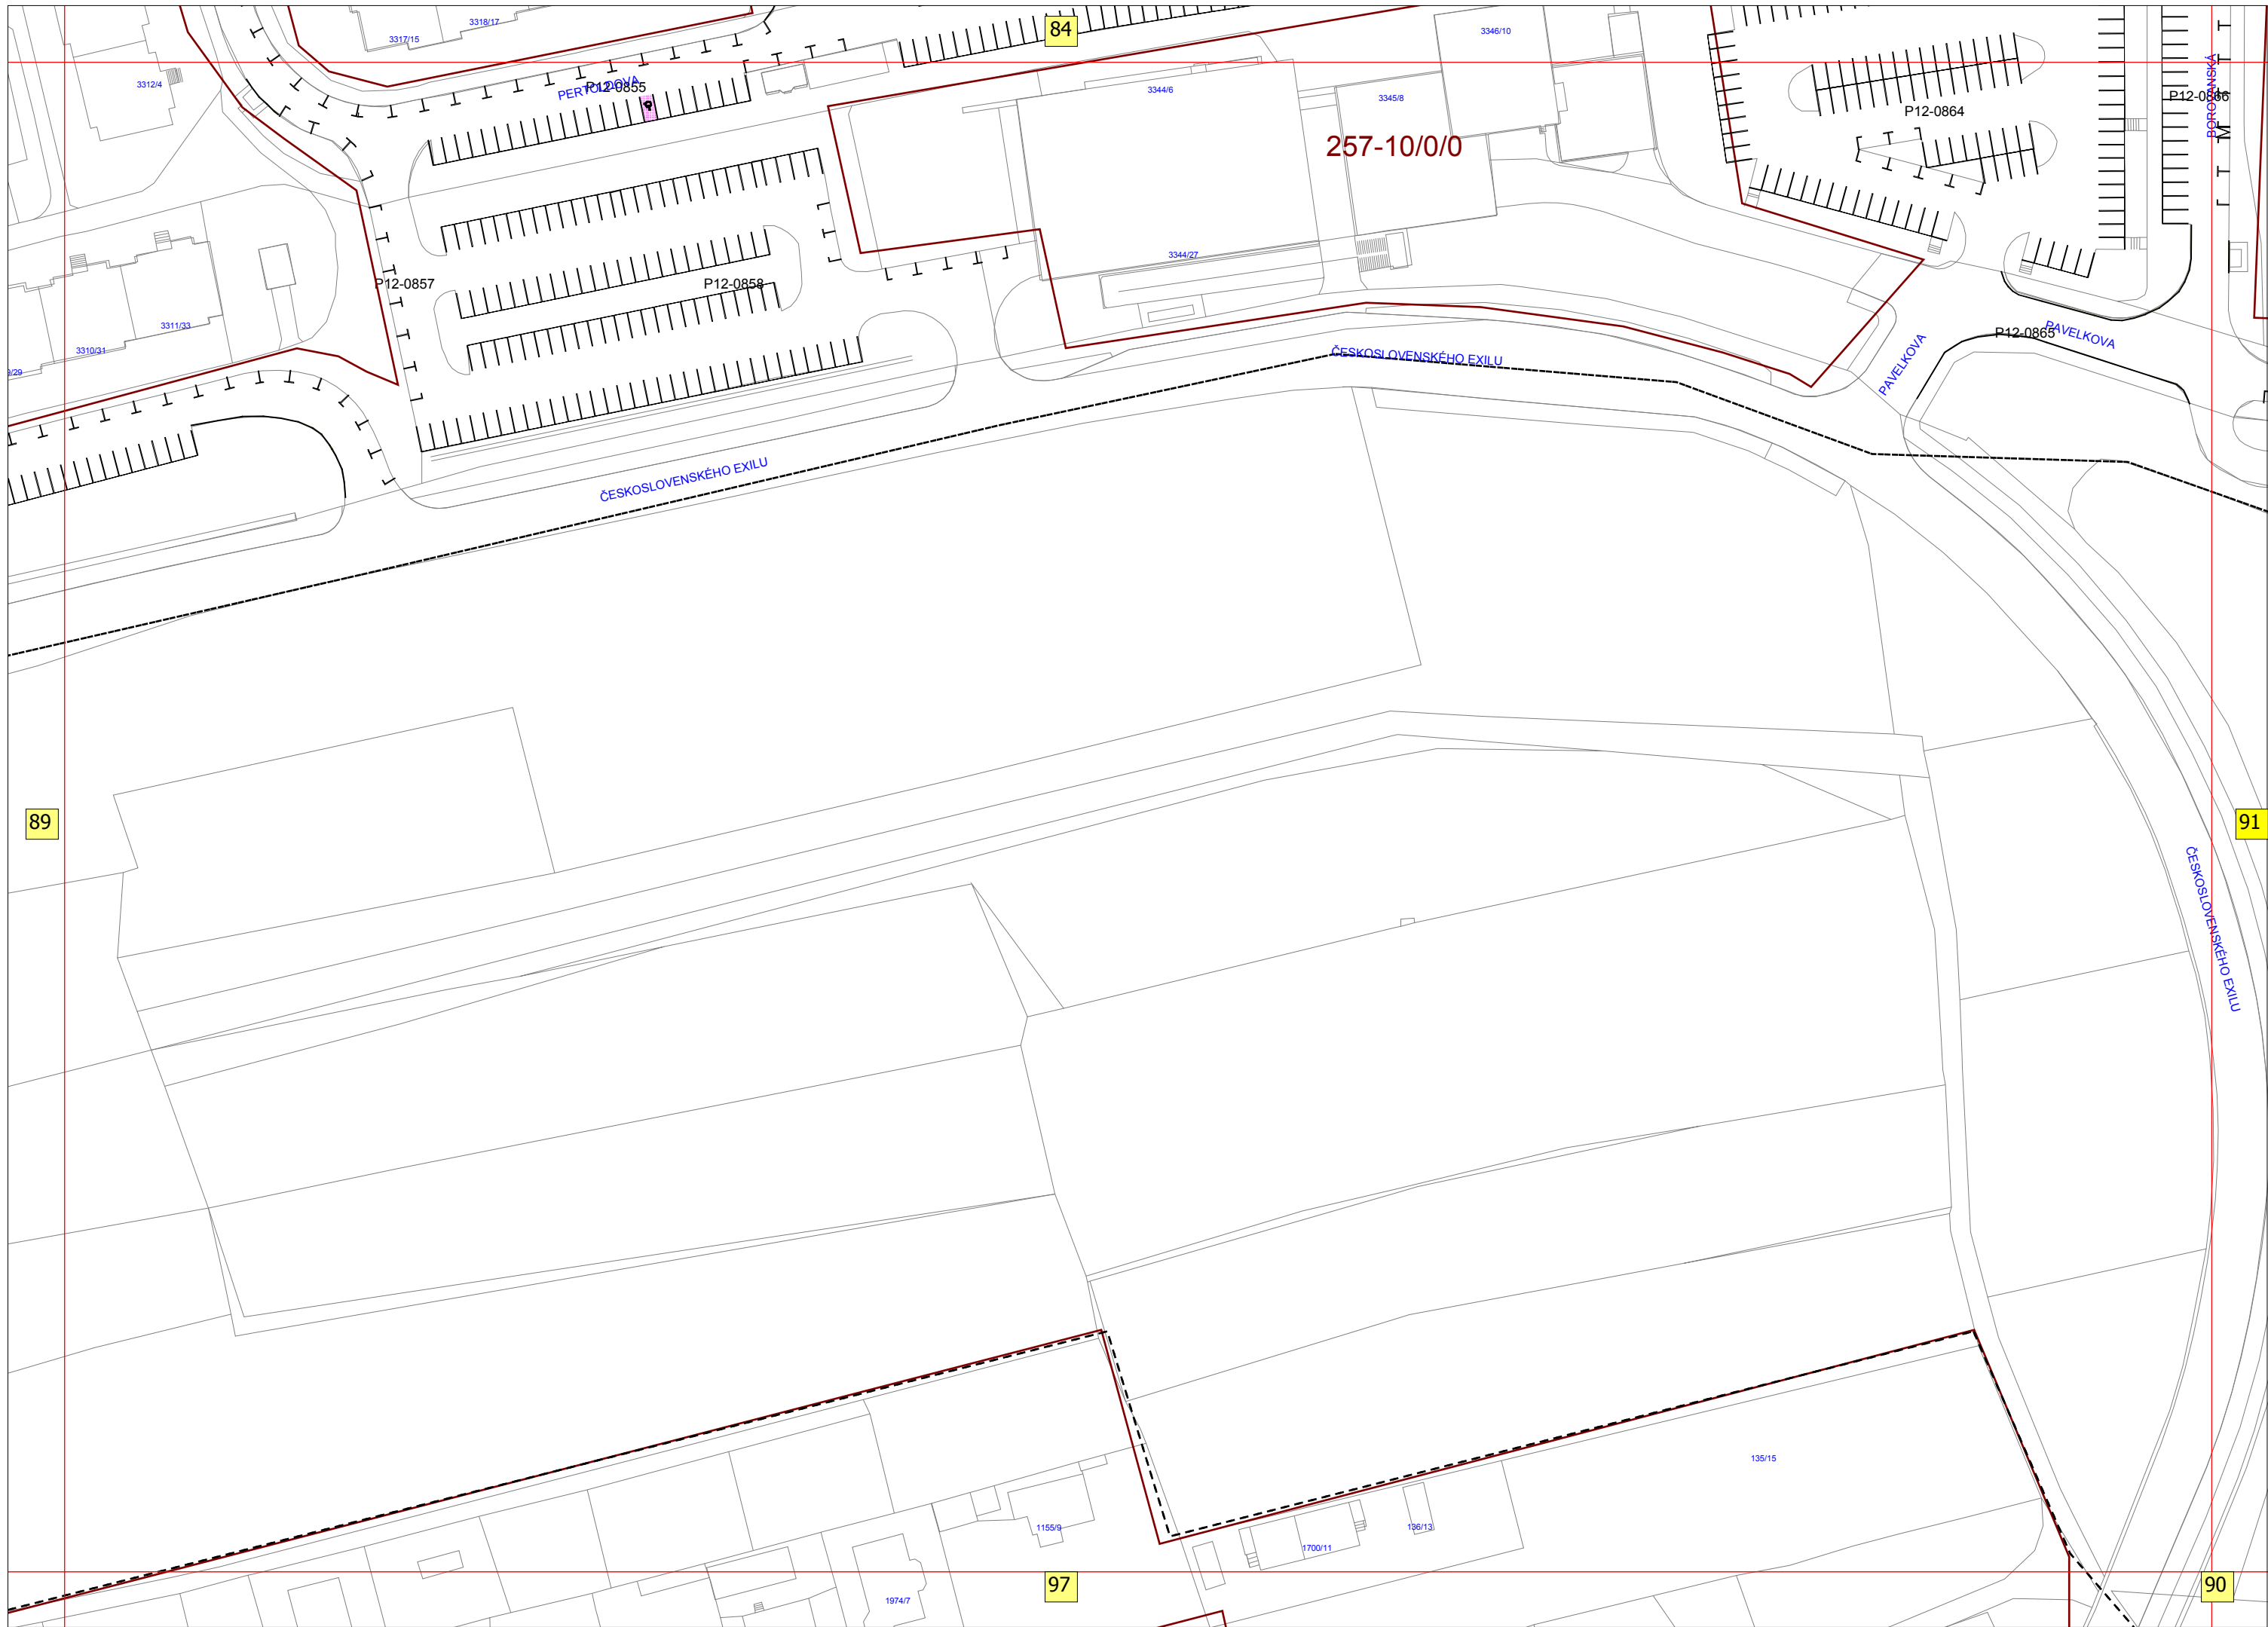 84
3318/17
3317/15
3346/10
3312/4
PERTOLDOVA
P12-0855
3344/6
3345/8
BOROVANSKÁ
P12-0866
P12-0864
257-10/0/0
3344/27
P12-0857
P12-0858
3311/33
3310/31
P12-0865
PAVELKOVA
PAVELKOVA
ČESKOSLOVENSKÉHO EXILU
/29
ČESKOSLOVENSKÉHO EXILU
89
91
ČESKOSLOVENSKÉHO EXILU
135/15
1155/9
136/13
1700/11
97
90
1974/7